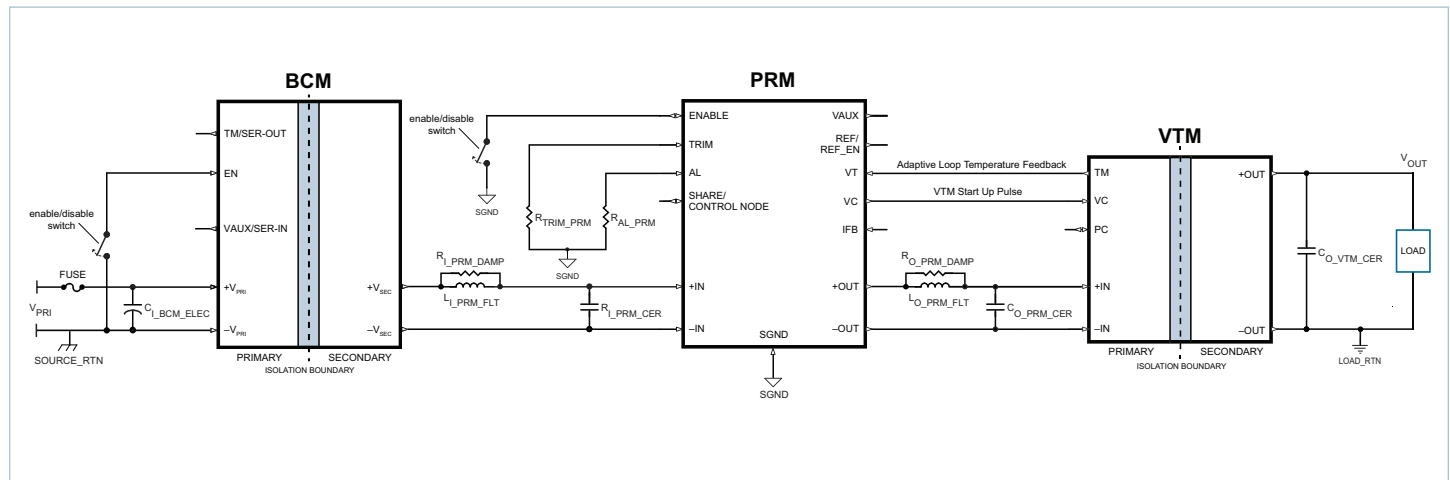 BCM
TM/SER-OUT
EN
enable/disable
switch
VAUX/SER-IN
FUSE
+V_PRI
V_PRI
C_I_BCM_ELEC
–V_PRI
SOURCE_RTN
+V_SEC
–V_SEC
PRIMARY
SECONDARY
ISOLATION BOUNDARY
R_I_PRM_DAMP
L_I_PRM_FLT
R_I_PRM_CER
PRM
enable/disable
switch
SGND
R_TRIM_PRM
R_AL_PRM
SGND
ENABLE
TRIM
AL
SHARE/
CONTROL NODE
+IN
–IN
VAUX
REF/
REF_EN
VT
VC
IFB
+OUT
–OUT
SGND
SGND
Adaptive Loop Temperature Feedback
VTM Start Up Pulse
R_O_PRM_DAMP
L_O_PRM_FLT
C_O_PRM_CER
VTM
TM
VC
PC
+IN
–IN
+OUT
–OUT
PRIMARY
SECONDARY
ISOLATION BOUNDARY
V_OUT
C_O_VTM_CER
LOAD
LOAD_RTN